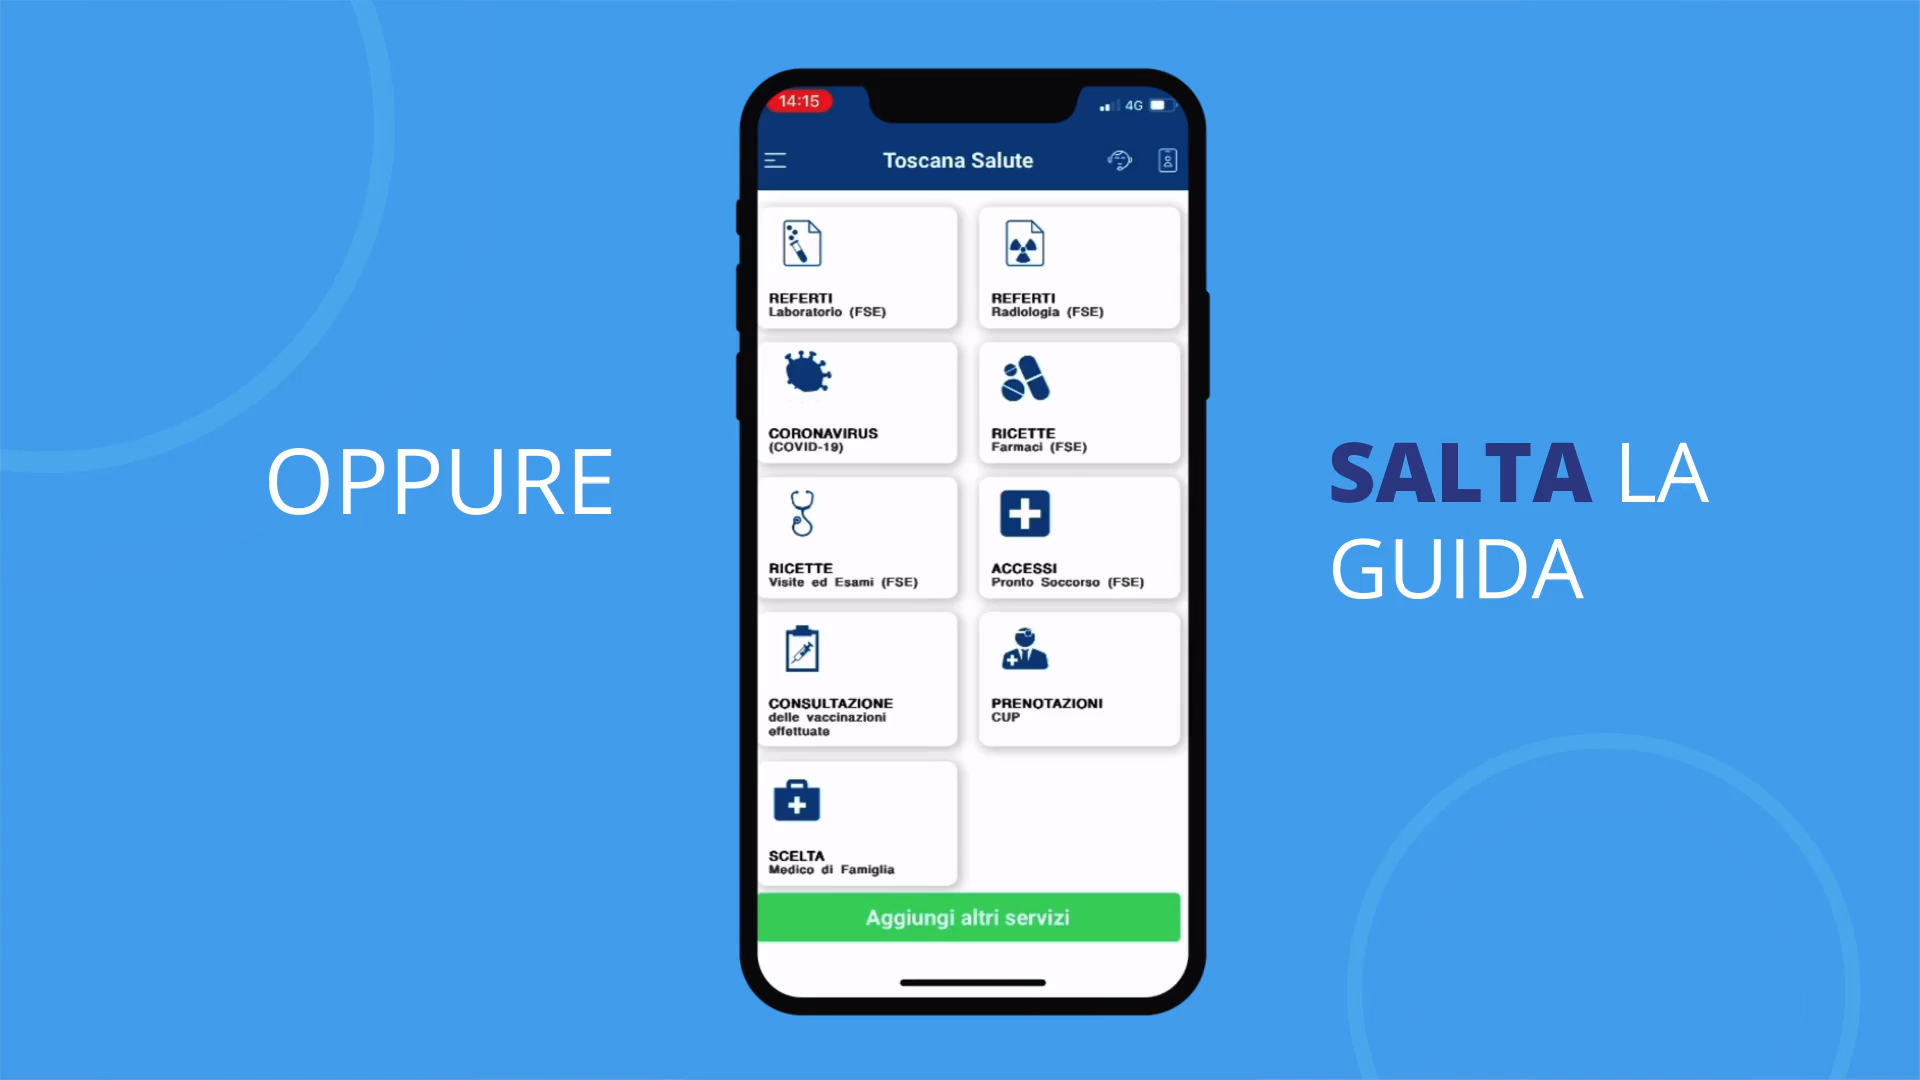 OPPURE
14:15
4G
Toscana Salute
REFERTI
Laboratorio (FSE)
REFERTI
Radiologia (FSE)
CORONAVIRUS
(COVID-19)
RICETTE
Farmaci (FSE)
RICETTE
Visite ed Esami (FSE)
ACCESSI
Pronto Soccorso (FSE)
CONSULTAZIONE
delle vaccinazioni
effettuate
PRENOTAZIONI
CUP
SCELTA
Medico di Famiglia
Aggiungi altri servizi
SALTA LA
GUIDA